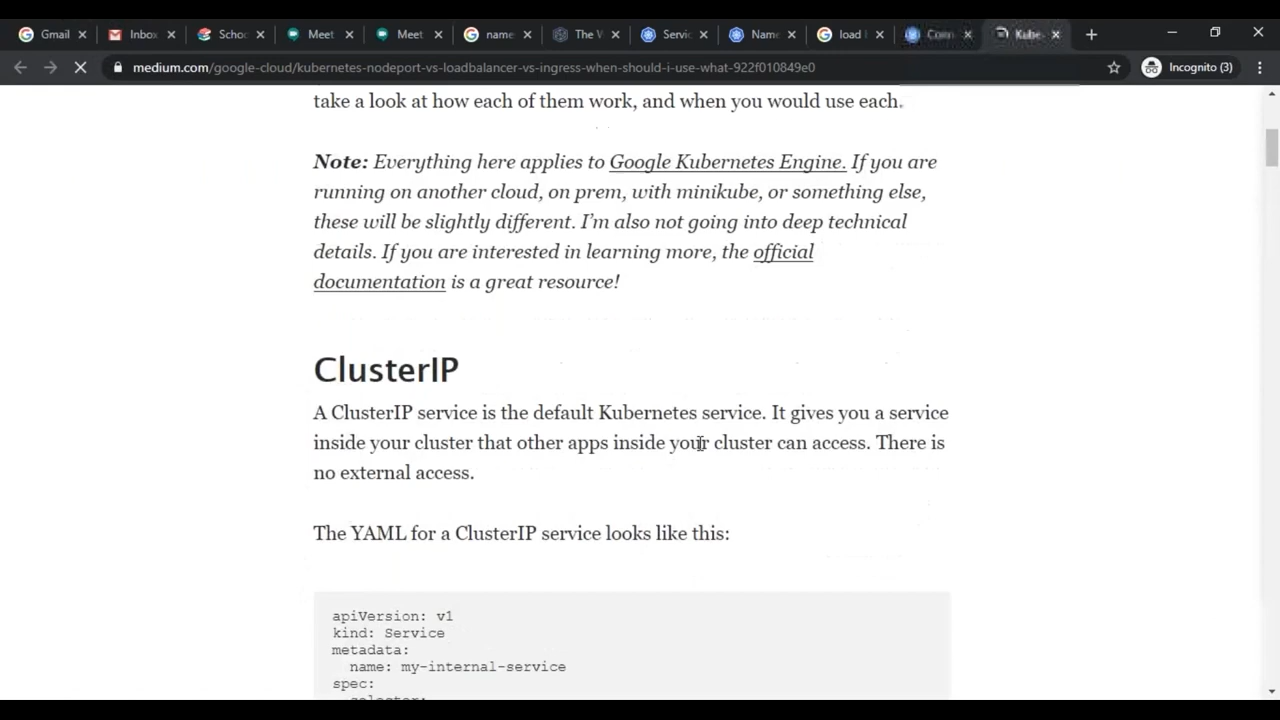 Gmail
Inbox
Schoo
Meet
Meet
name
The V
Servic
Name
load
Kube
medium.com/google-cloud/kubernetes-nodeport-vs-loadbalancer-vs-ingress-when-should-i-use-what-922f010849e0
Incognito (3)
take a look at how each of them work, and when you would use each.
Note: Everything here applies to Google Kubernetes Engine. If you are
running on another cloud, on prem, with minikube, or something else,
these will be slightly different. I'm also not going into deep technical
details. If you are interested in learning more, the official
documentation is a great resource!
ClusterIP
A ClusterIP service is the default Kubernetes service. It gives you a service
inside your cluster that other apps inside your cluster can access. There is
no external access.
The YAML for a ClusterIP service looks like this:
apiVersion: v1
kind: Service
metadata:
name: my-internal-service
spec: